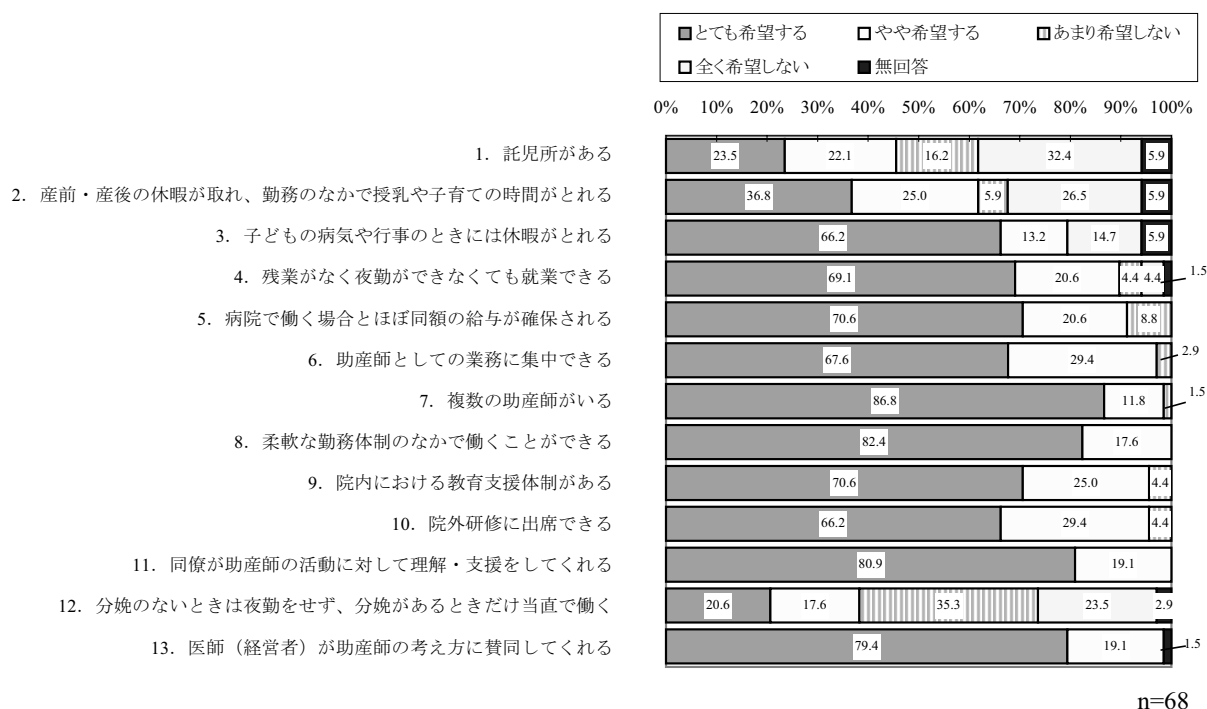 とても希望する やや希望する あまり希望しない
全く希望しない 無回答
0% 10% 20% 30% 40% 50% 60% 70% 80% 90% 100%
1. 託児所がある 23.5 22.1 16.2 32.4 5.9
2. 産前・産後の休暇が取れ、勤務のなかで授乳や子育ての時間がとれる 36.8 25.0 5.9 26.5 5.9
3. 子どもの病気や行事のときには休暇がとれる 66.2 13.2 14.7 5.9
4. 残業がなく夜勤ができなくても就業できる 69.1 20.6 4.4 4.4 1.5
5. 病院で働く場合とほぼ同額の給与が確保される 70.6 20.6 8.8
6. 助産師としての業務に集中できる 67.6 29.4 2.9
7. 複数の助産師がいる 86.8 11.8 1.5
8. 柔軟な勤務体制のなかで働くことができる 82.4 17.6
9. 院内における教育支援体制がある 70.6 25.0 4.4
10. 院外研修に出席できる 66.2 29.4 4.4
11. 同僚が助産師の活動に対して理解・支援をしてくれる 80.9 19.1
12. 分娩のないときは夜勤をせず、分娩があるときだけ当直で働く 20.6 17.6 35.3 23.5 2.9
13. 医師（経営者）が助産師の考え方に賛同してくれる 79.4 19.1 1.5
n=68